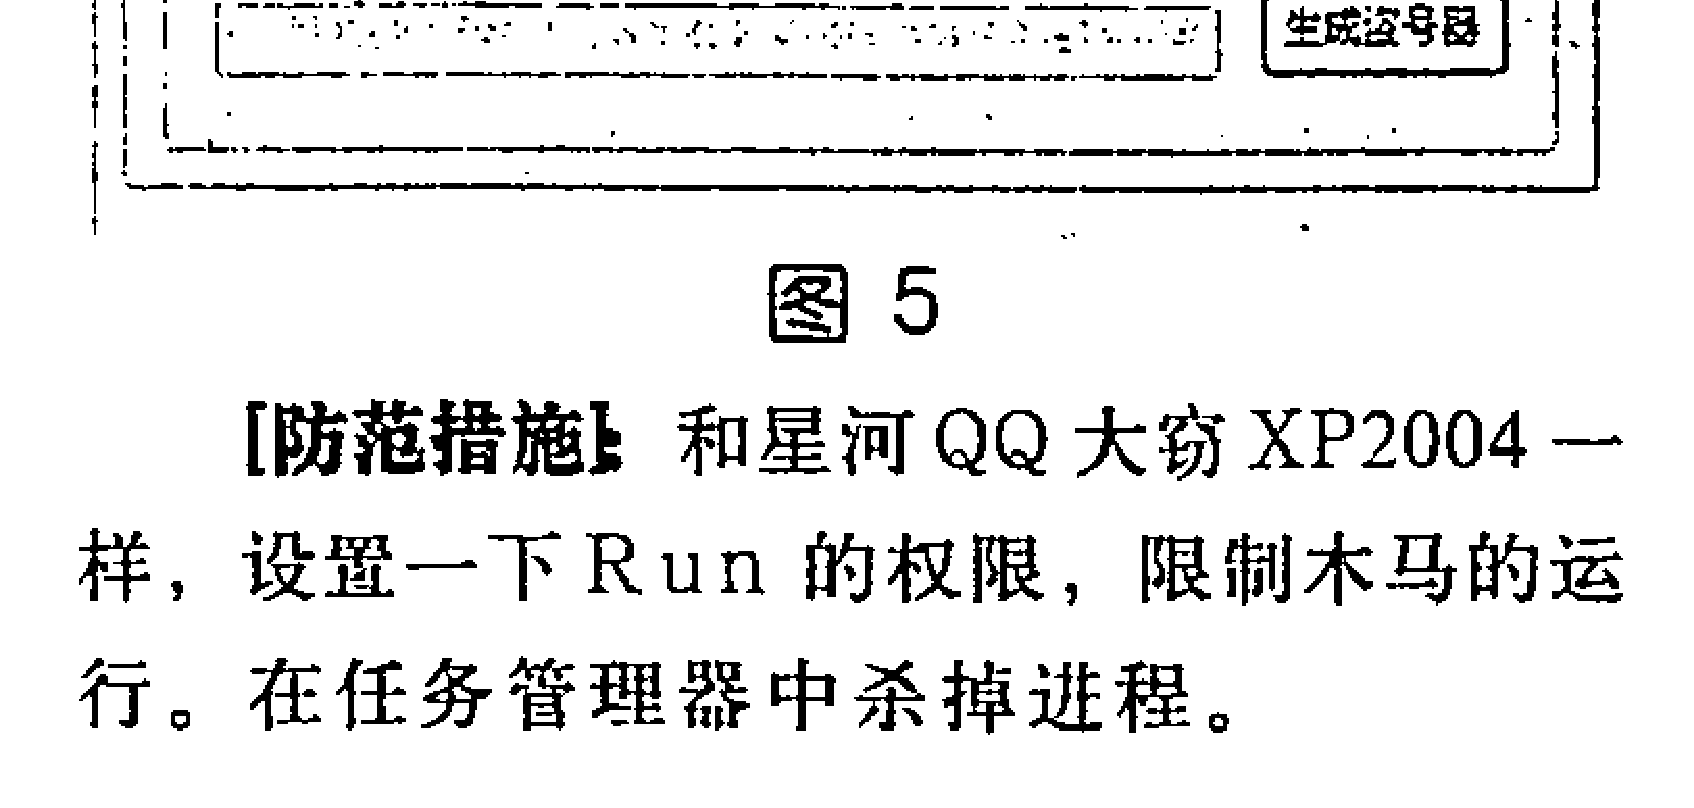 生成盗号器
图 5
[防范措施]: 和星河QQ大窃XP2004一
样，设置一下Run 的权限，限制木马的运
行。在任务管理器中杀掉进程。